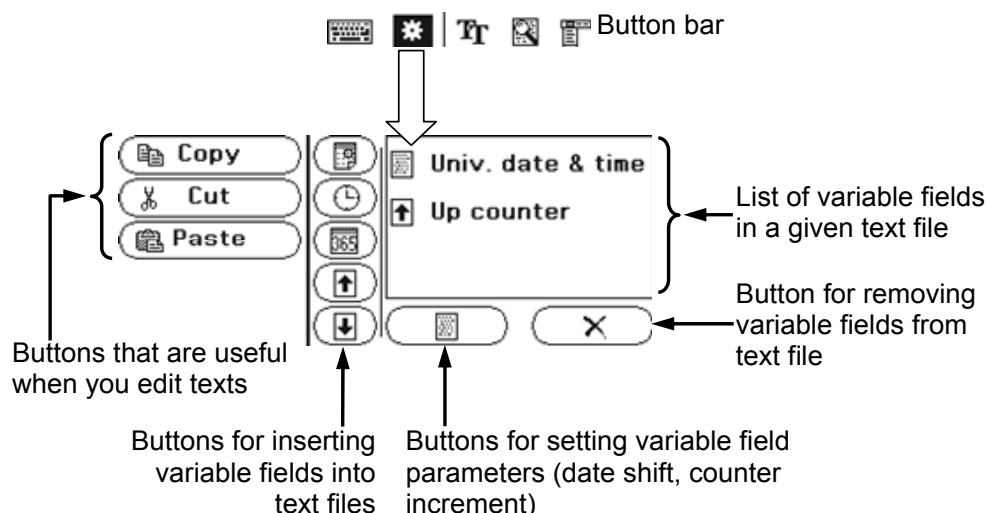 TT
Button bar
Copy
Cut
Paste
365
Univ. date & time
Up counter
List of variable fields
in a given text file
Button for removing
variable fields from
text file
Buttons that are useful
when you edit texts
Buttons for inserting
variable fields into
text files
Buttons for setting variable field
parameters (date shift, counter
increment)